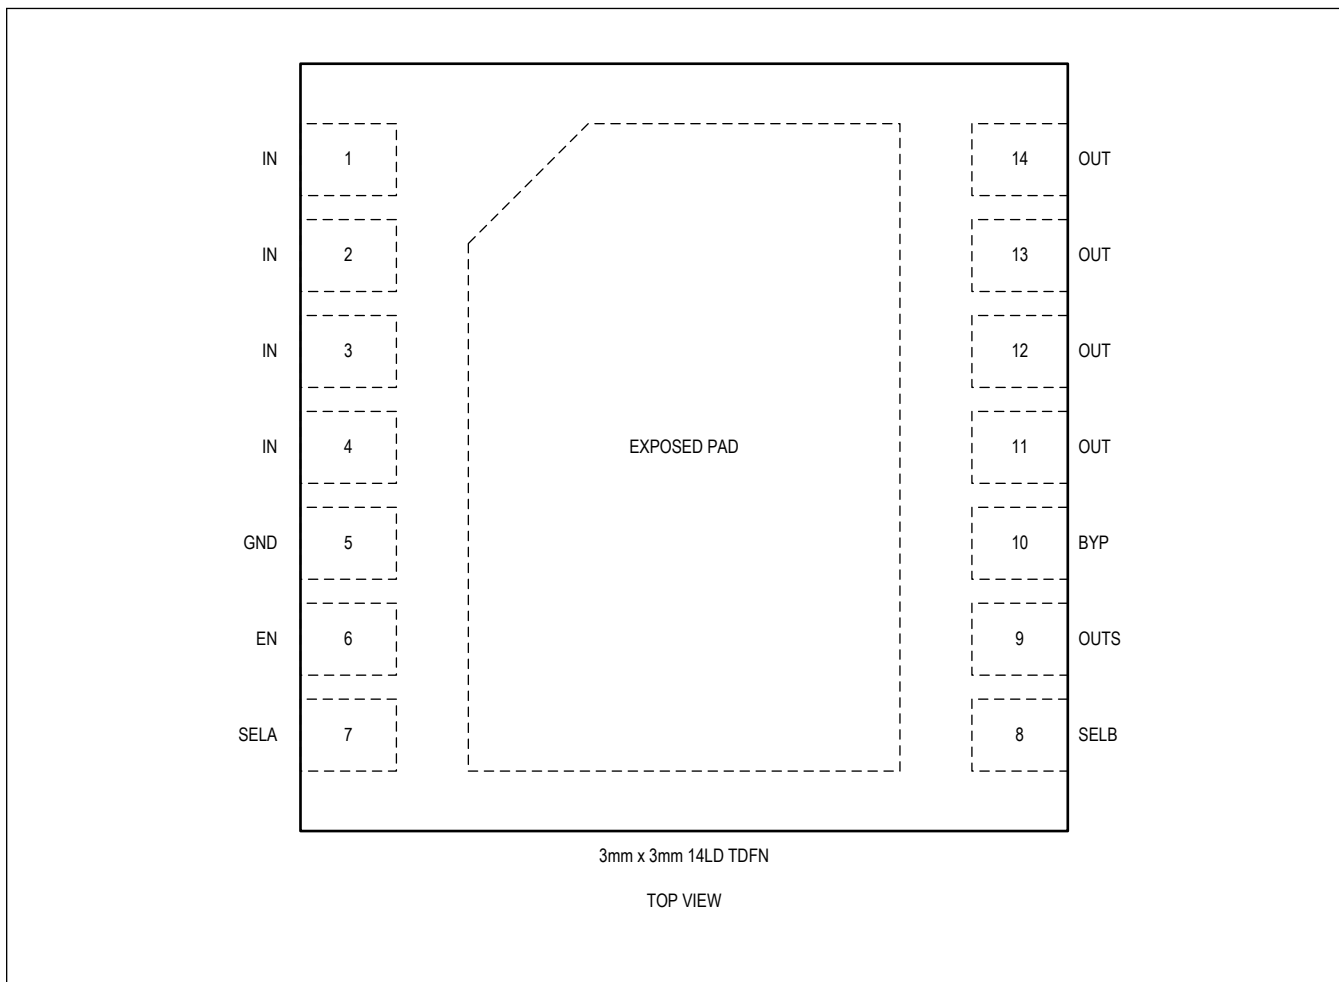 IN 1 14 OUT
IN 2 13 OUT
IN 3 12 OUT
IN 4 EXPOSED PAD 11 OUT
GND 5 10 BYP
EN 6 9 OUTS
SELA 7 8 SELB
3mm x 3mm 14LD TDFN
TOP VIEW